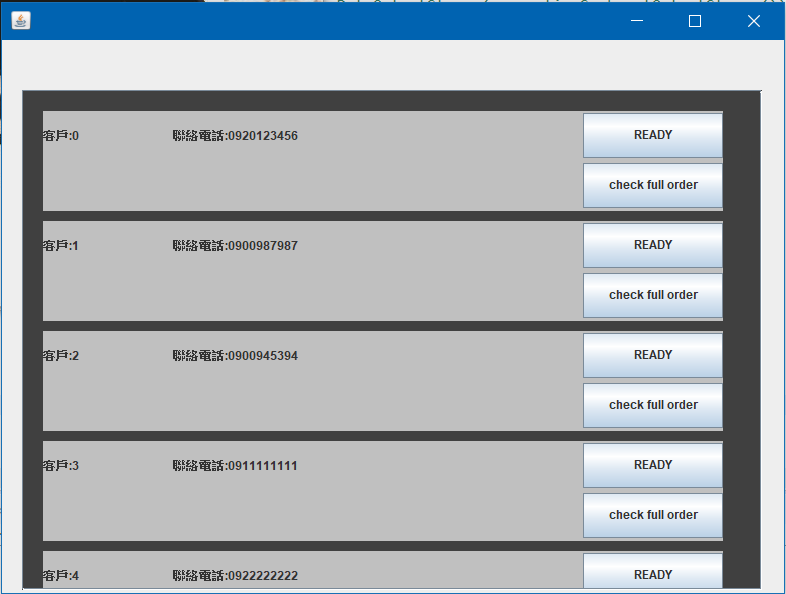 客戶:0 聯絡電話:0920123456 READY
check full order
客戶:1 聯絡電話:0900987987 READY
check full order
客戶:2 聯絡電話:0900945394 READY
check full order
客戶:3 聯絡電話:0911111111 READY
check full order
客戶:4 聯絡電話:0922222222 READY